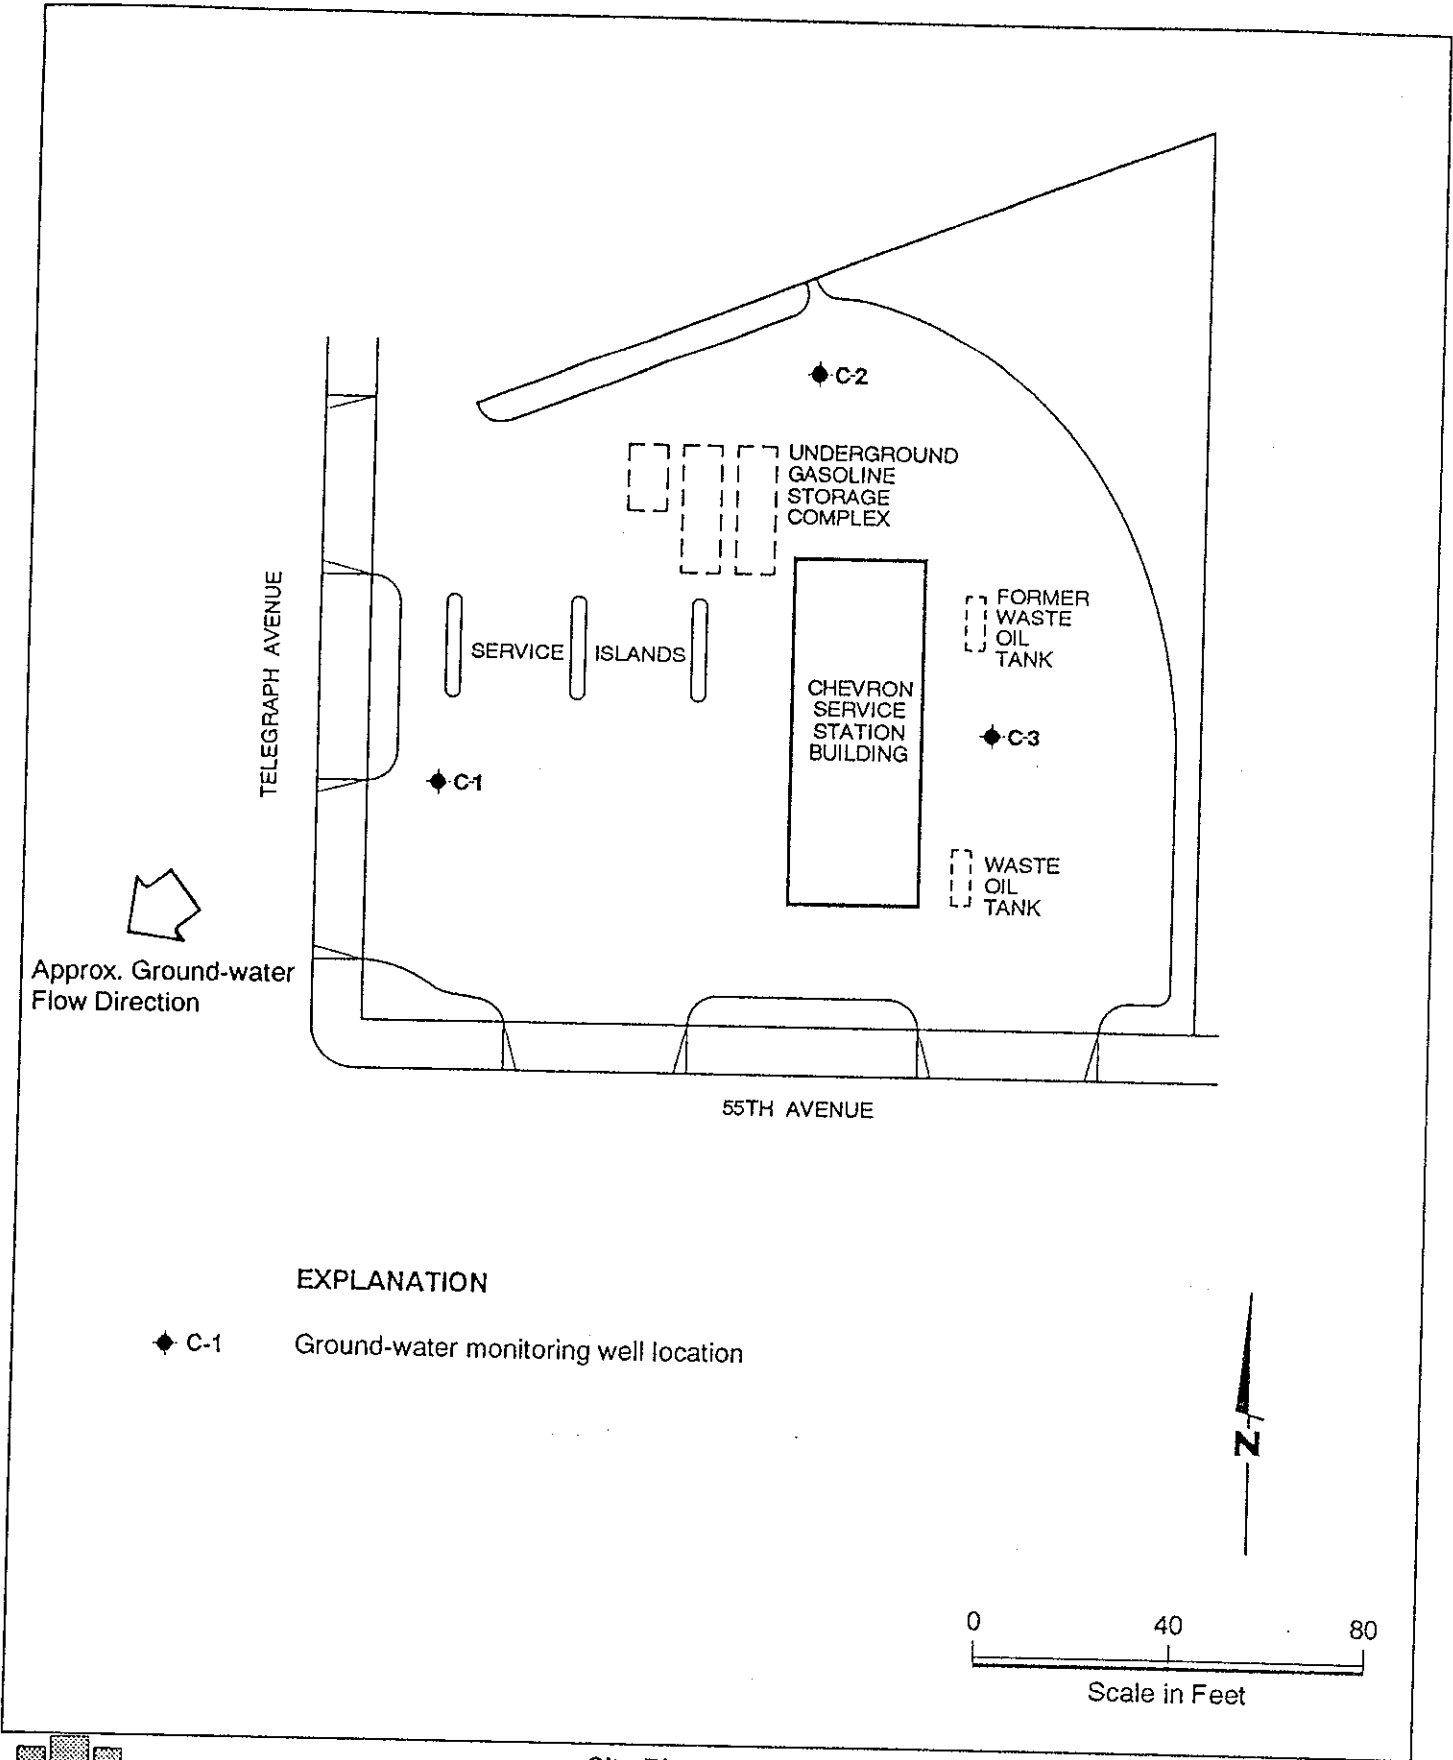 C-2
UNDERGROUND
GASOLINE
STORAGE
COMPLEX
TELEGRAPH AVENUE
SERVICE ISLANDS
FORMER
WASTE
OIL
TANK
CHEVRON
SERVICE
STATION
BUILDING
C-3
C-1
WASTE
OIL
TANK
Approx. Ground-water
Flow Direction
55TH AVENUE
EXPLANATION
C-1 Ground-water monitoring well location
N
0 40 80
Scale in Feet